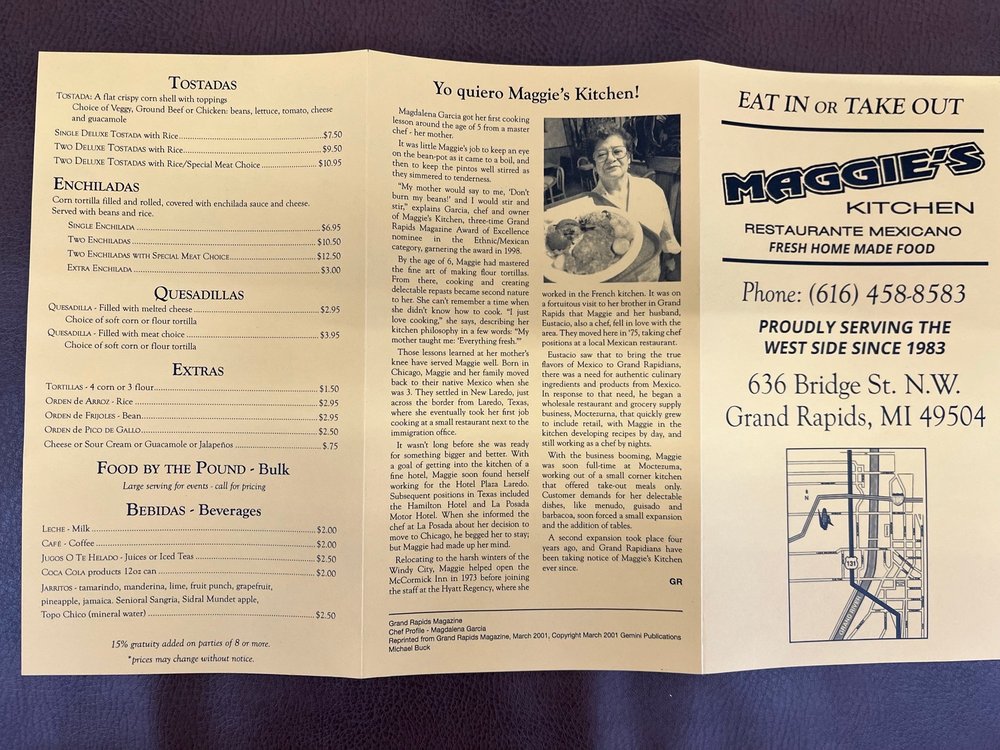 TOSTADAS
TOSTADA: A flat crispy corn shell with toppings
Choice of Veggy, Ground Beef or Chicken: beans, lettuce, tomato, cheese
and guacamole
SINGLE DELUXE TOSTADA with Rice $7.50
TWO DELUXE TOSTADAS with Rice $9.50
TWO DELUXE TOSTADAS with Rice/Special Meat Choice $10.95
ENCHILADAS
Corn tortilla filled and rolled, covered with enchilada sauce and cheese.
Served with beans and rice.
SINGLE ENCHILADA $6.95
TWO ENCHILADAS $10.50
TWO ENCHILADAS WITH SPECIAL MEAT CHOICE $12.50
EXTRA ENCHILADA $3.00
QUESADILLAS
QUESADILLA - Filled with melted cheese $2.95
Choice of soft corn or flour tortilla
QUESADILLA - Filled with meat choice $3.95
Choice of soft corn or flour tortilla
EXTRAS
TORTILLAS - 4 corn or 3 flour $1.50
ORDEN de ARROZ - Rice $2.95
ORDEN de FRIJOLES - Bean $2.95
ORDEN de PICO DE GALLO $2.50
Cheese or Sour Cream or Guacamole or Jalapeños $.75
FOOD BY THE POUND - Bulk
Large serving for events - call for pricing
BEBIDAS - Beverages
LECHE - Milk $2.00
CAFE - Coffee $2.00
JUGOS O TE HELADO - Juices or Iced Teas $2.50
COCA COLA products 12oz can $2.00
JARRITOS - tamarindo, manderina, lime, fruit punch, grapefruit,
pineapple, jamaica. Senioral Sangria, Sidral Mundet apple,
Topo Chico (mineral water) $2.50
15% gratuity added on parties of 8 or more.
*prices may change without notice.
Yo quiero Maggie's Kitchen!
Magdalena Garcia got her first cooking
lesson around the age of 5 from a master
chef - her mother.
It was little Maggie's job to keep an eye
on the bean-pot as it came to a boil, and
then to keep the pintos well stirred as
they simmered to tenderness.
"My mother would say to me, 'Don't
burn my beans!' and I would stir and
stir," explains Garcia, chef and owner
of Maggie's Kitchen, three-time Grand
Rapids Magazine Award of Excellence
nominee in the Ethnic/Mexican
category, garnering the award in 1998.
By the age of 6, Maggie had mastered
the fine art of making flour tortillas.
From there, cooking and creating
delectable repasts became second nature
to her. She can't remember a time when
she didn't know how to cook. "I just
love cooking," she says, describing her
kitchen philosophy in a few words: "My
mother taught me: 'Everything fresh.'"
Those lessons learned at her mother's
knee have served Maggie well. Born in
Chicago, Maggie and her family moved
back to their native Mexico when she
was 3. They settled in New Laredo, just
across the border from Laredo, Texas,
where she eventually took her first job
cooking at a small restaurant next to the
immigration office.
It wasn't long before she was ready
for something bigger and better. With
a goal of getting into the kitchen of a
fine hotel, Maggie soon found herself
working for the Hotel Plaza Laredo.
Subsequent positions in Texas included
the Hamilton Hotel and La Posada
Motor Hotel. When she informed the
chef at La Posada about her decision to
move to Chicago, he begged her to stay;
but Maggie had made up her mind.
Relocating to the harsh winters of the
Windy City, Maggie helped open the
McCormick Inn in 1973 before joining
the staff at the Hyatt Regency, where she
worked in the French kitchen. It was on
a fortuitous visit to her brother in Grand
Rapids that Maggie and her husband,
Eustacio, also a chef, fell in love with the
area. They moved here in '75, taking chef
positions at a local Mexican restaurant.
Eustacio saw that to bring the true
flavors of Mexico to Grand Rapidians,
there was a need for authentic culinary
ingredients and products from Mexico.
In response to that need, he began a
wholesale restaurant and grocery supply
business, Moctezuma, that quickly grew
to include retail, with Maggie in the
kitchen developing recipes by day, and
still working as a chef by nights.
With the business booming, Maggie
was soon full-time at Moctezuma,
working out of a small corner kitchen
that offered take-out meals only.
Customer demands for her delectable
dishes, like menudo, guisado and
barbacoa, soon forced a small expansion
and the addition of tables.
A second expansion took place four
years ago, and Grand Rapidians have
been taking notice of Maggie's Kitchen
ever since.
GR
Grand Rapids Magazine
Chef Profile - Magdalena Garcia
Reprinted from Grand Rapids Magazine, March 2001, Copyright March 2001 Gemini Publications
Michael Buck
EAT IN OR TAKE OUT
MAGGIE'S
KITCHEN
RESTAURANTE MEXICANO
FRESH HOME MADE FOOD
Phone: (616) 458-8583
PROUDLY SERVING THE
WEST SIDE SINCE 1983
636 Bridge St. N.W.
Grand Rapids, MI 49504
N
131
GRAND RIVER